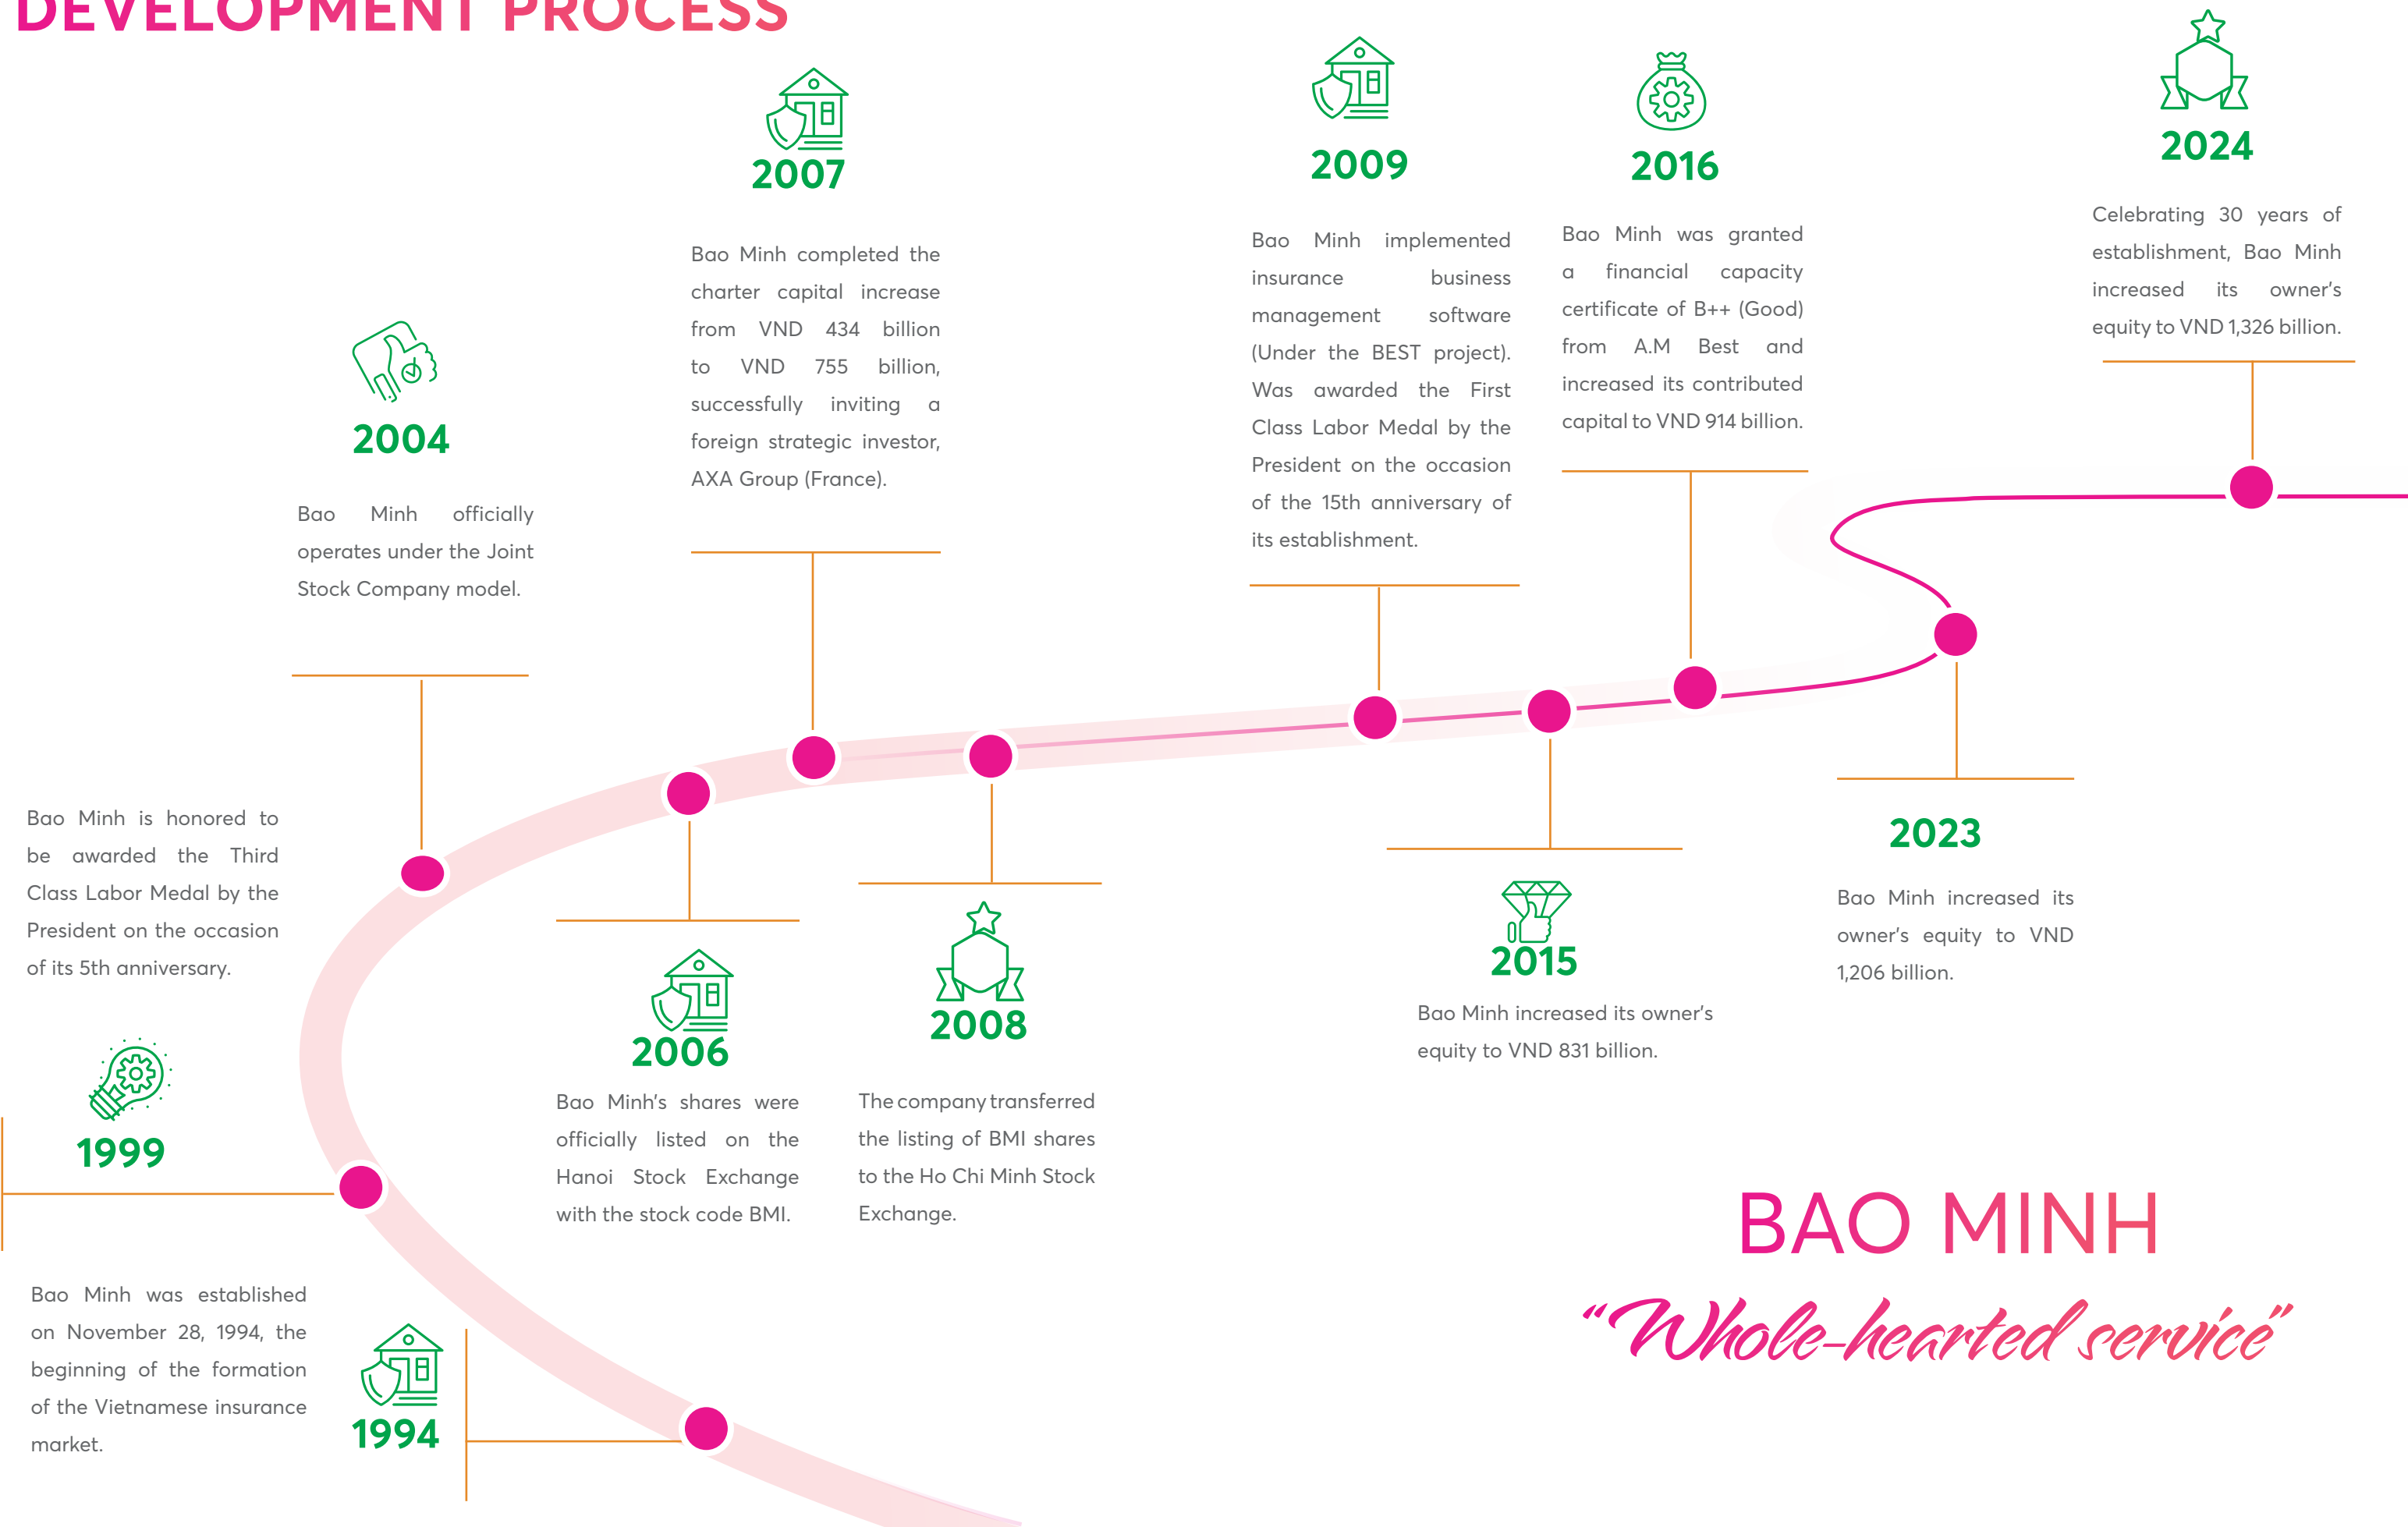 DEVELOPMENT PROCESS
2007
Bao Minh completed the
charter capital increase
from VND 434 billion
to VND 755 billion,
successfully inviting a
foreign strategic investor,
AXA Group (France).
2009
Bao Minh implemented
insurance business
management software
(Under the BEST project).
Was awarded the First
Class Labor Medal by the
President on the occasion
of the 15th anniversary of
its establishment.
2016
Bao Minh was granted
a financial capacity
certificate of B++ (Good)
from A.M Best and
increased its contributed
capital to VND 914 billion.
2024
Celebrating 30 years of
establishment, Bao Minh
increased its owner's
equity to VND 1,326 billion.
2004
Bao Minh officially
operates under the Joint
Stock Company model.
Bao Minh is honored to
be awarded the Third
Class Labor Medal by the
President on the occasion
of its 5th anniversary.
1999
2006
Bao Minh's shares were
officially listed on the
Hanoi Stock Exchange
with the stock code BMI.
2008
The company transferred
the listing of BMI shares
to the Ho Chi Minh Stock
Exchange.
2015
Bao Minh increased its owner's
equity to VND 831 billion.
2023
Bao Minh increased its
owner's equity to VND
1,206 billion.
Bao Minh was established
on November 28, 1994, the
beginning of the formation
of the Vietnamese insurance
market.
1994
BAO MINH
“Whole-hearted service”